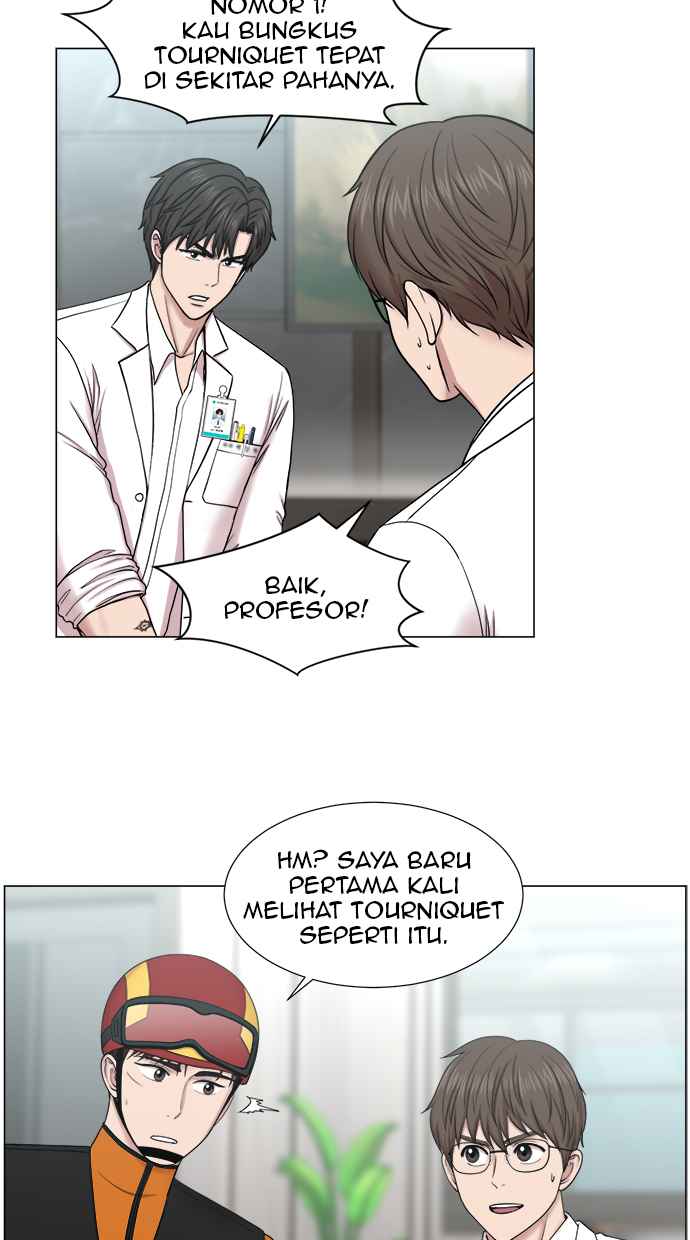 NOMOR 1!
KAU BUNGKUS
TOURNIQUET TEPAT
DI SEKITAR PAHANYA.
BAIK,
PROFESOR!
HM? SAYA BARU
PERTAMA KALI
MELIHAT TOURNIQUET
SEPERTI ITU.